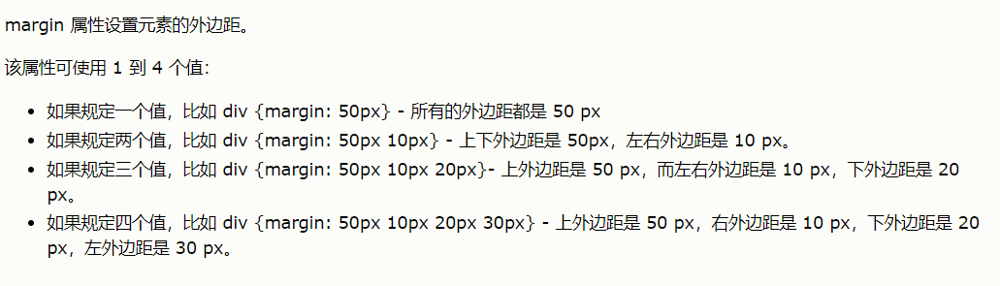 margin 属性设置元素的外边距。
该属性可使用 1 到 4 个值：
• 如果规定一个值，比如 div {margin: 50px} - 所有的外边距都是 50 px
• 如果规定两个值，比如 div {margin: 50px 10px} - 上下外边距是 50px，左右外边距是 10 px。
• 如果规定三个值，比如 div {margin: 50px 10px 20px}- 上外边距是 50 px，而左右外边距是 10 px，下外边距是 20
px。
• 如果规定四个值，比如 div {margin: 50px 10px 20px 30px} - 上外边距是 50 px，右外边距是 10 px，下外边距是 20
px，左外边距是 30 px。